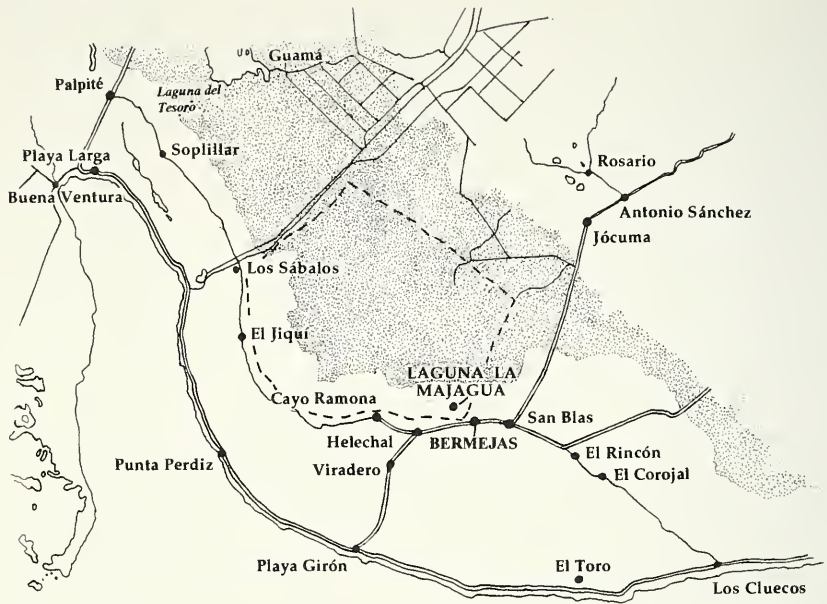 Guamá
Palpité
Laguna del
Tesoro
Soplillar
Playa Larga
Rosario
Buena Ventura
Antonio Sánchez
Jócuma
Los Sábalos
El Jiquí
LAGUNA LA
MAJAGUA
Cayo Ramona
San Blas
Helechal
BERMEJAS
El Rincón
Punta Perdiz
Viradero
El Corojal
Playa Girón
El Toro
Los Cluecos